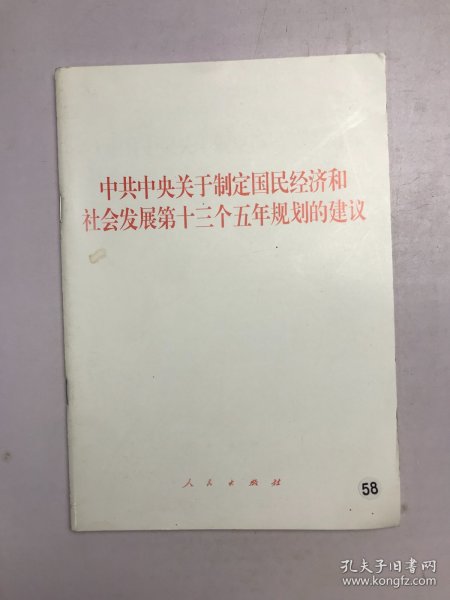 中共中央关于制定国民经济和
社会发展第十三个五年规划的建议
人民出版社
58
孔夫子旧书网
www.kongfz.com